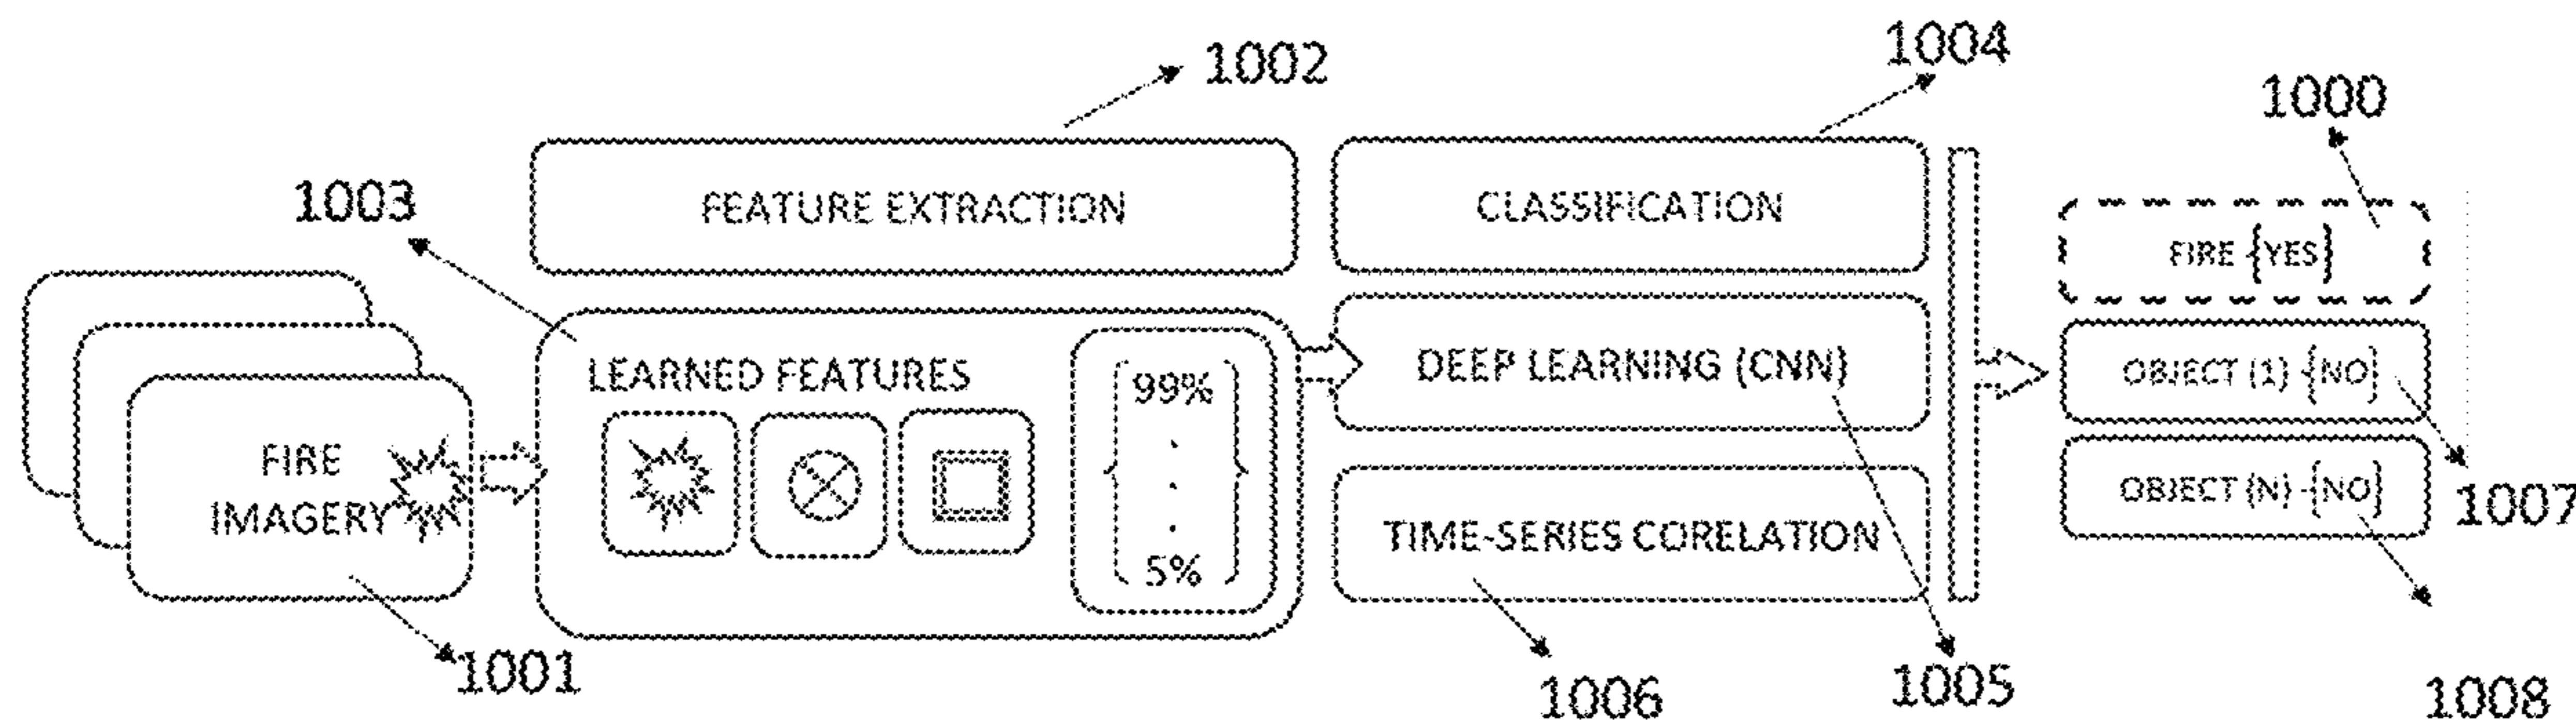 1002
1004
1000
1003
FEATURE EXTRACTION
CLASSIFICATION
FIRE {YES}
LEARNED FEATURES
99%
.
.
.
5%
DEEP LEARNING (CNN)
OBJECT (1) {NO}
FIRE
IMAGERY
OBJECT (N) {NO}
1007
TIME-SERIES CORELATION
1001
1006
1005
1008